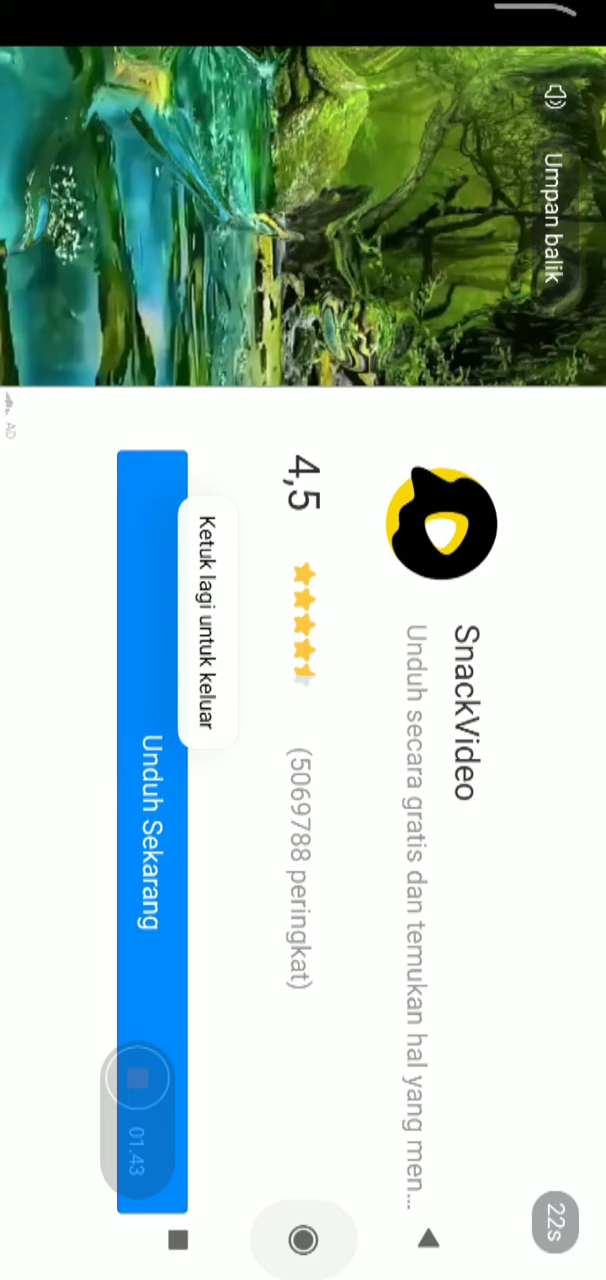 Umpan balik
22s
SnackVideo
Unduh secara gratis dan temukan hal yang men...
4,5
(5069788 peringkat)
Ketuk lagi untuk keluar
Unduh Sekarang
01.43
AD